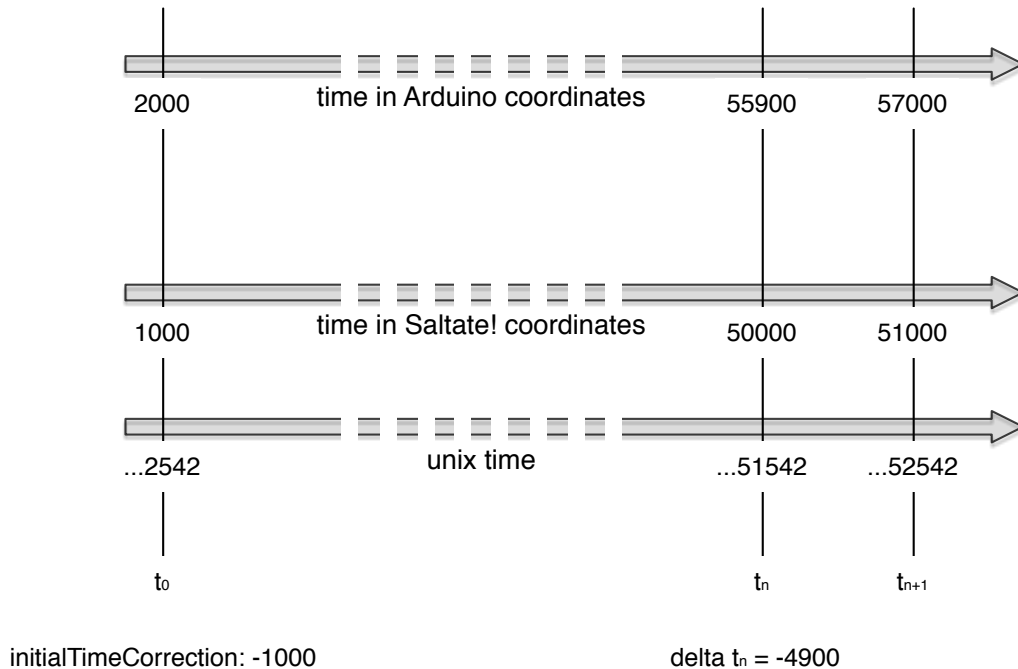 time in Arduino coordinates
2000 55900 57000
time in Saltate! coordinates
1000 50000 51000
unix time
...2542 ...51542 ...52542
t0 tn tn+1
initialTimeCorrection: -1000 delta tn = -4900